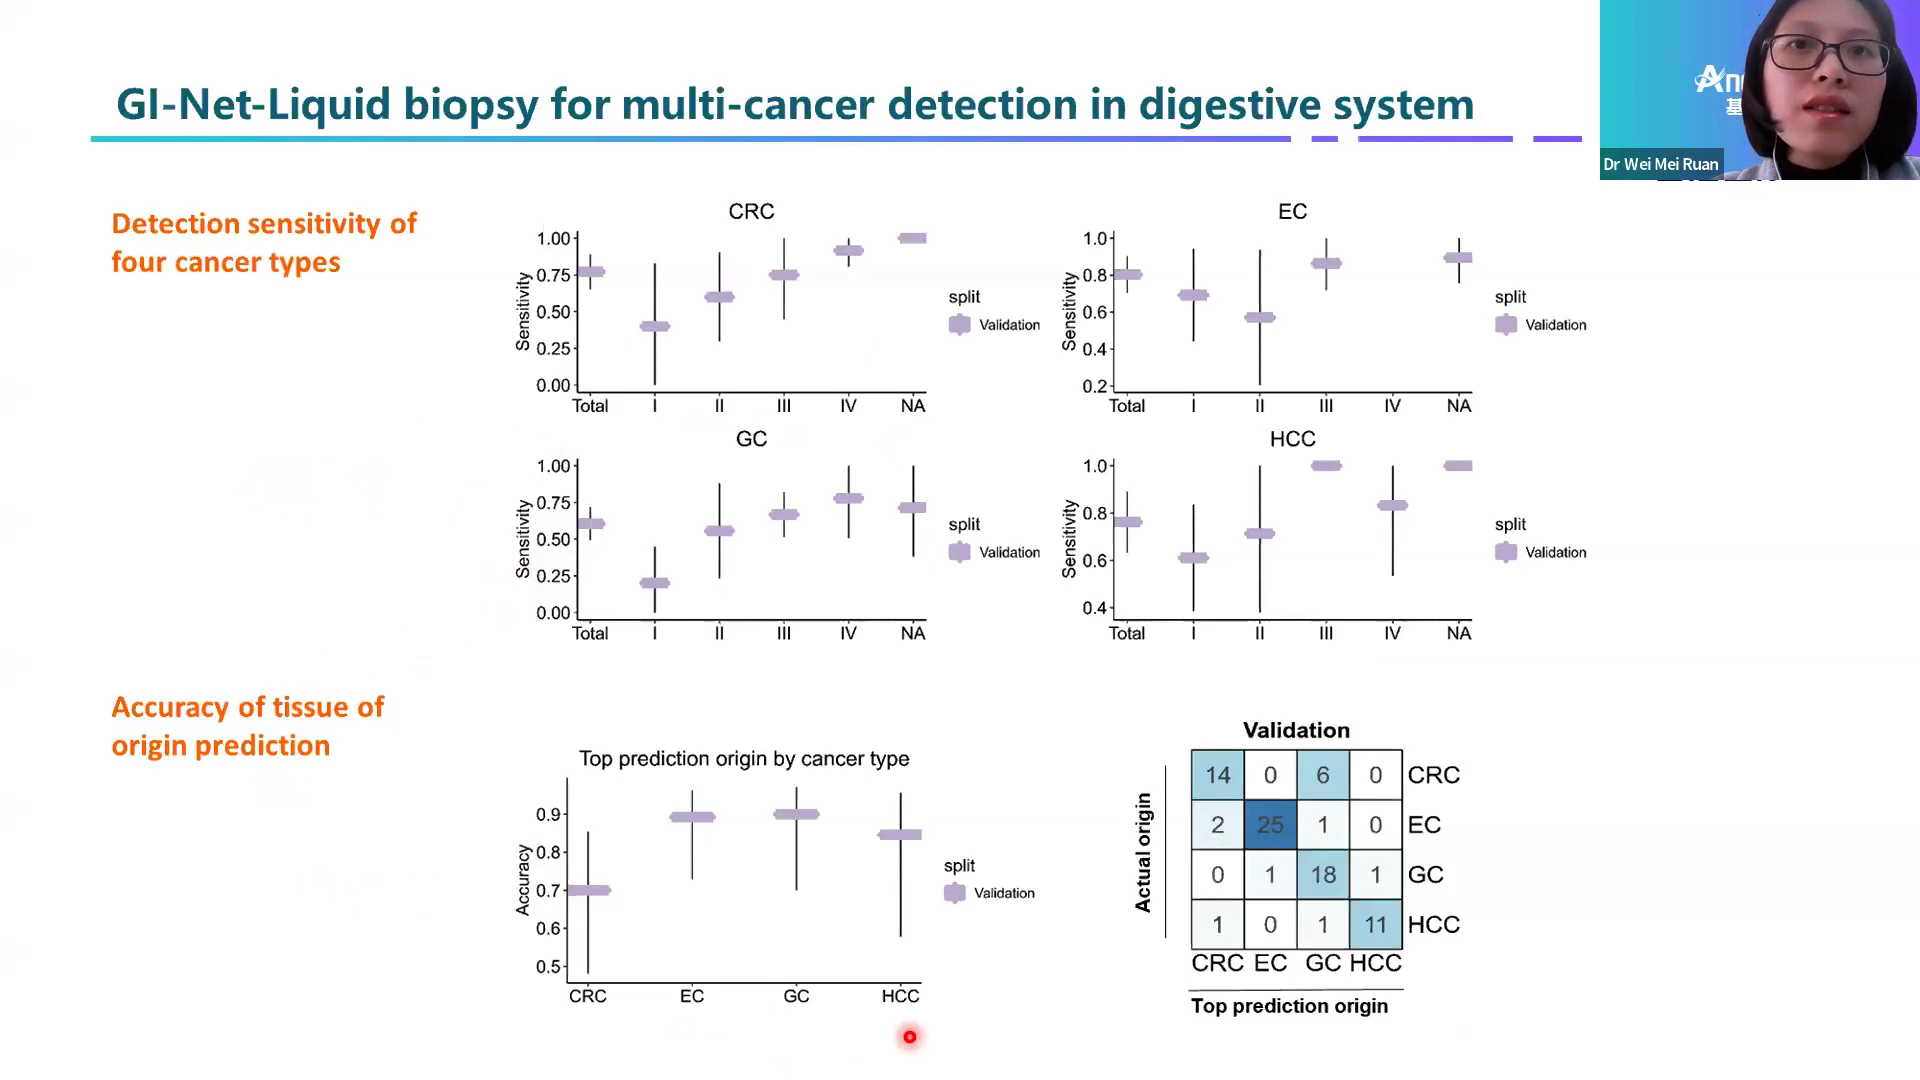 GI-Net-Liquid biopsy for multi-cancer detection in digestive system
Dr Wei Mei Ruan
Detection sensitivity of
four cancer types
CRC
Sensitivity
1.00
0.75
0.50
0.25
0.00
Total I II III IV NA
split
Validation
EC
Sensitivity
1.0
0.8
0.6
0.4
0.2
Total I II III IV NA
split
Validation
GC
Sensitivity
1.00
0.75
0.50
0.25
0.00
Total I II III IV NA
split
Validation
HCC
Sensitivity
1.0
0.8
0.6
0.4
Total I II III IV NA
split
Validation
Accuracy of tissue of
origin prediction
Top prediction origin by cancer type
Accuracy
0.9
0.8
0.7
0.6
0.5
CRC EC GC HCC
split
Validation
Validation
Actual origin
14 0 6 0 CRC
2 25 1 0 EC
0 1 18 1 GC
1 0 1 11 HCC
CRC EC GC HCC
Top prediction origin